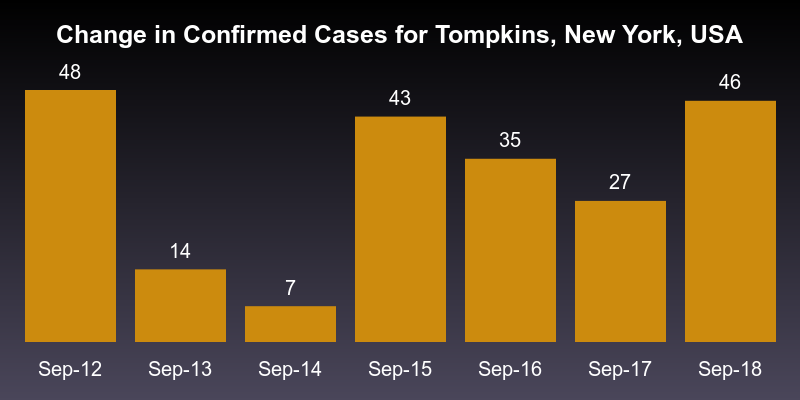 Change in Confirmed Cases for Tompkins, New York, USA
48
14
7
43
35
27
46
Sep-12
Sep-13
Sep-14
Sep-15
Sep-16
Sep-17
Sep-18